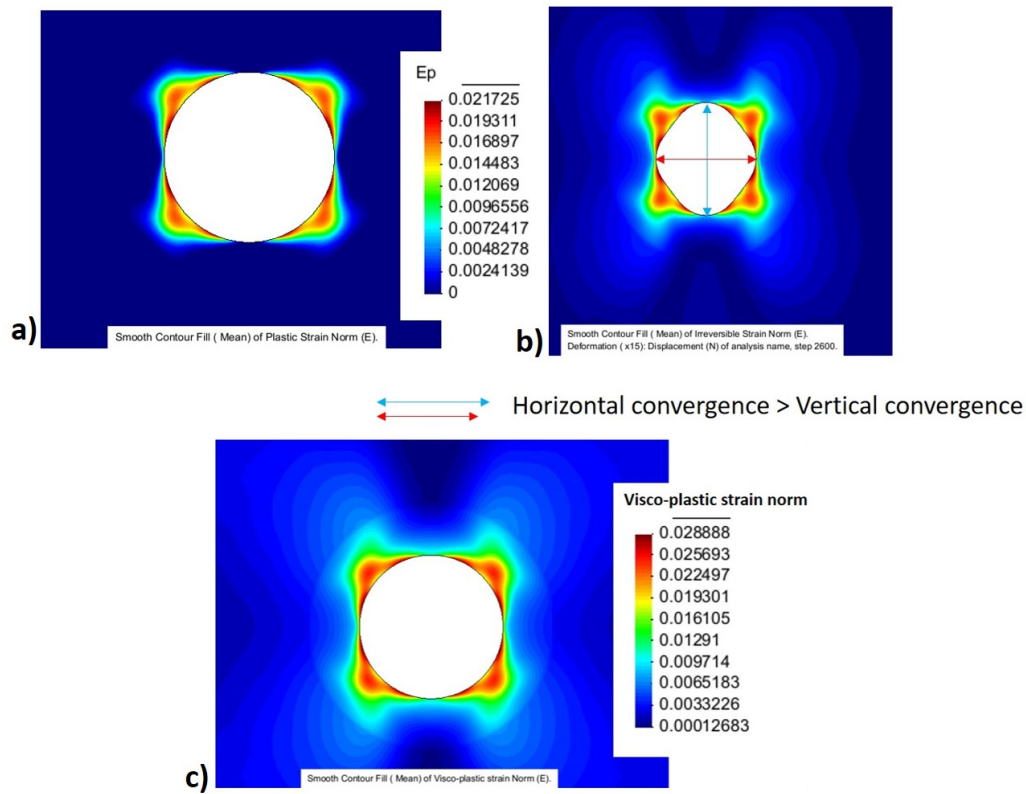 Ep
0.021725
0.019311
0.016897
0.014483
0.012069
0.0096556
0.0072417
0.0048278
0.0024139
0
a)
Smooth Contour Fill ( Mean) of Plastic Strain Norm (E).
b)
Smooth Contour Fill ( Mean) of Irreversible Strain Norm (E).
Deformation ( x15): Displacement (N) of analysis name, step 2600.
Horizontal convergence > Vertical convergence
Visco-plastic strain norm
0.028888
0.025693
0.022497
0.019301
0.016105
0.01291
0.009714
0.0065183
0.0033226
0.00012683
c)
Smooth Contour Fill ( Mean) of Visco-plastic strain Norm (E).